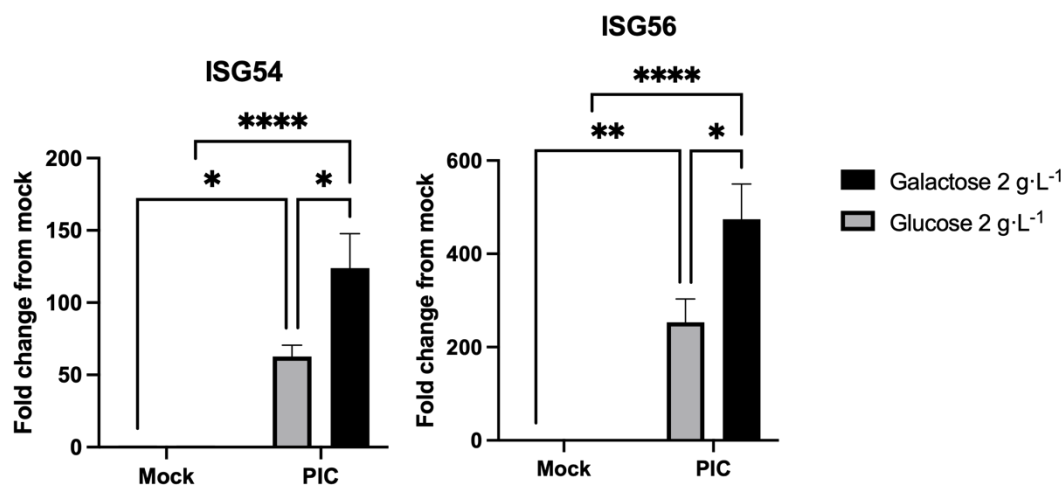 ISG54
Fold change from mock
200
150
100
50
0
****
*
*
Mock
PIC
ISG56
Fold change from mock
600
400
200
0
****
**
*
Mock
PIC
Galactose 2 g·L⁻¹
Glucose 2 g·L⁻¹